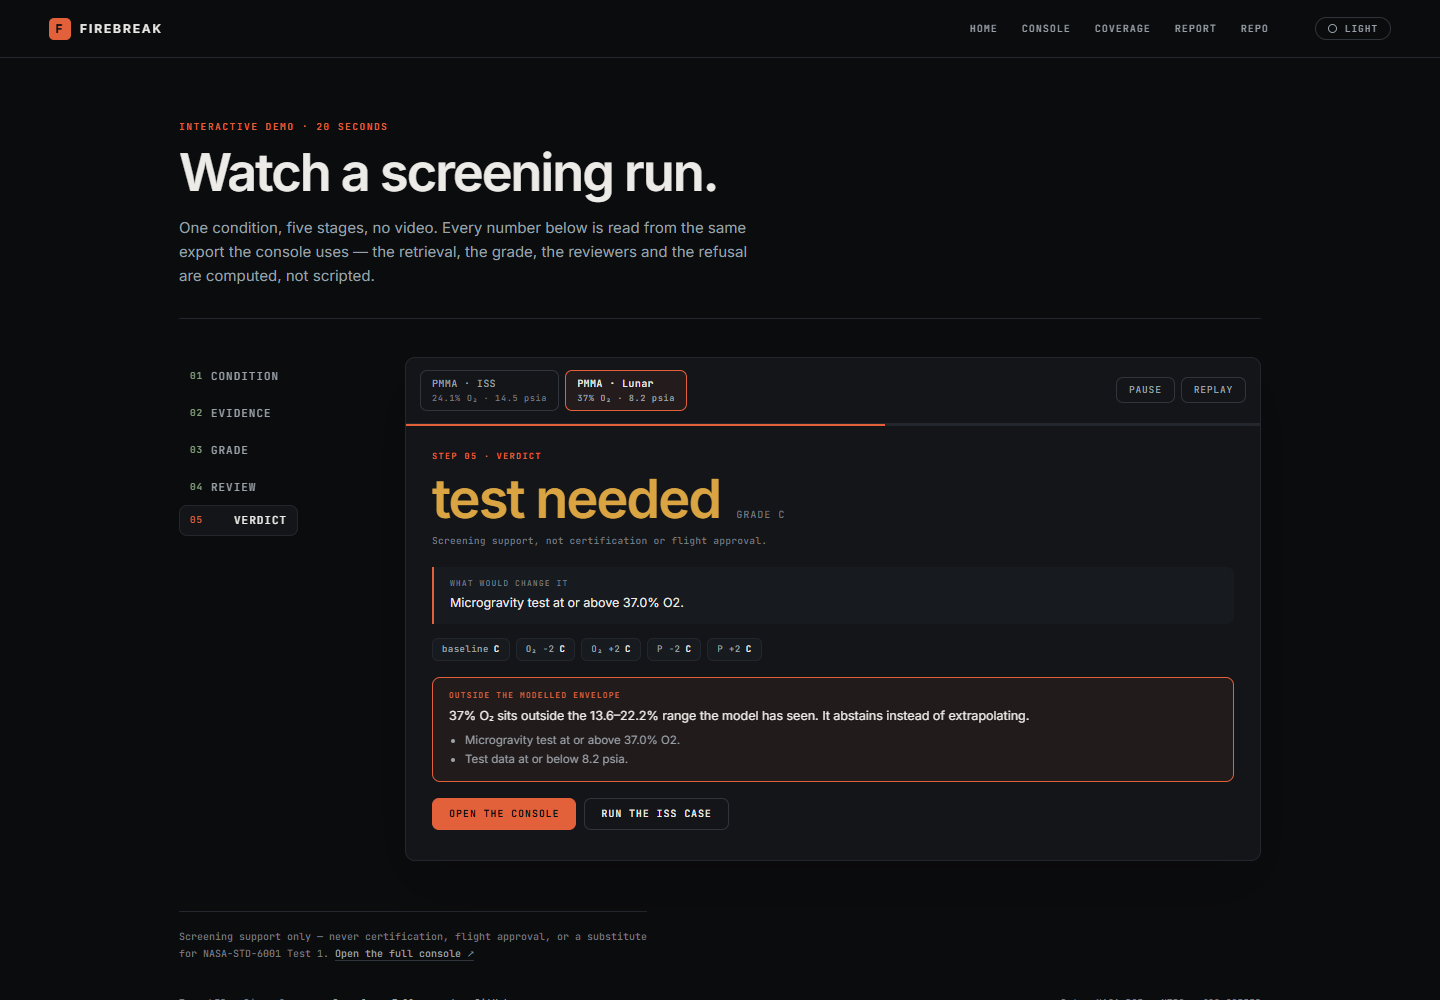 F FIREBREAK
HOME CONSOLE COVERAGE REPORT REPO LIGHT
INTERACTIVE DEMO · 20 SECONDS
Watch a screening run.
One condition, five stages, no video. Every number below is read from the same
export the console uses — the retrieval, the grade, the reviewers and the refusal
are computed, not scripted.
01 CONDITION
02 EVIDENCE
03 GRADE
04 REVIEW
05 VERDICT
PMMA · ISS
24.1% O₂ · 14.5 psia
PMMA · Lunar
37% O₂ · 8.2 psia
PAUSE REPLAY
STEP 05 · VERDICT
test needed GRADE C
Screening support, not certification or flight approval.
WHAT WOULD CHANGE IT
Microgravity test at or above 37.0% O2.
baseline C O₂ -2 C O₂ +2 C P -2 C P +2 C
OUTSIDE THE MODELLED ENVELOPE
37% O₂ sits outside the 13.6–22.2% range the model has seen. It abstains instead of extrapolating.
• Microgravity test at or above 37.0% O2.
• Test data at or below 8.2 psia.
OPEN THE CONSOLE RUN THE ISS CASE
Screening support only — never certification, flight approval, or a substitute
for NASA-STD-6001 Test 1. Open the full console ↗